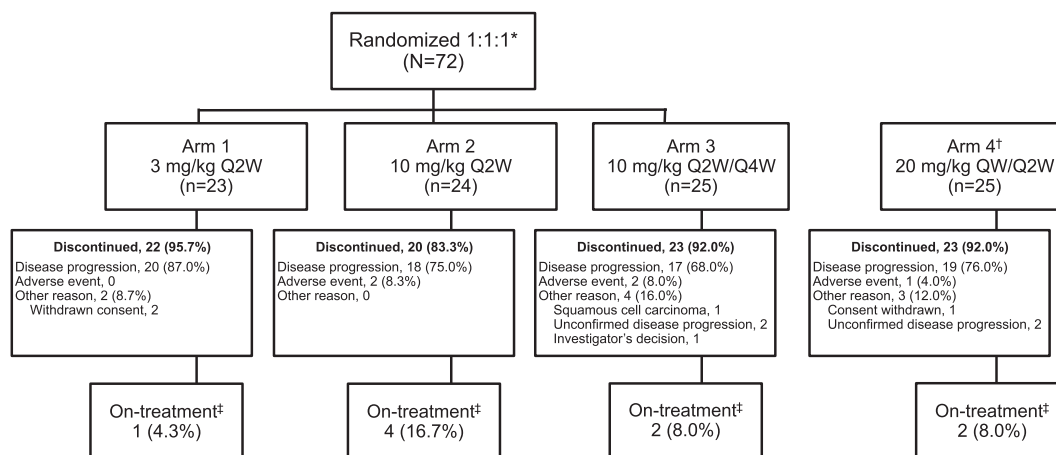 Randomized 1:1:1*
(N=72)
Arm 1
3 mg/kg Q2W
(n=23)
Arm 2
10 mg/kg Q2W
(n=24)
Arm 3
10 mg/kg Q2W/Q4W
(n=25)
Arm 4†
20 mg/kg QW/Q2W
(n=25)
Discontinued, 22 (95.7%)
Disease progression, 20 (87.0%)
Adverse event, 0
Other reason, 2 (8.7%)
Withdrawn consent, 2
Discontinued, 20 (83.3%)
Disease progression, 18 (75.0%)
Adverse event, 2 (8.3%)
Other reason, 0
Discontinued, 23 (92.0%)
Disease progression, 17 (68.0%)
Adverse event, 2 (8.0%)
Other reason, 4 (16.0%)
Squamous cell carcinoma, 1
Unconfirmed disease progression, 2
Investigator's decision, 1
Discontinued, 23 (92.0%)
Disease progression, 19 (76.0%)
Adverse event, 1 (4.0%)
Other reason, 3 (12.0%)
Consent withdrawn, 1
Unconfirmed disease progression, 2
On-treatment‡
1 (4.3%)
On-treatment‡
4 (16.7%)
On-treatment‡
2 (8.0%)
On-treatment‡
2 (8.0%)